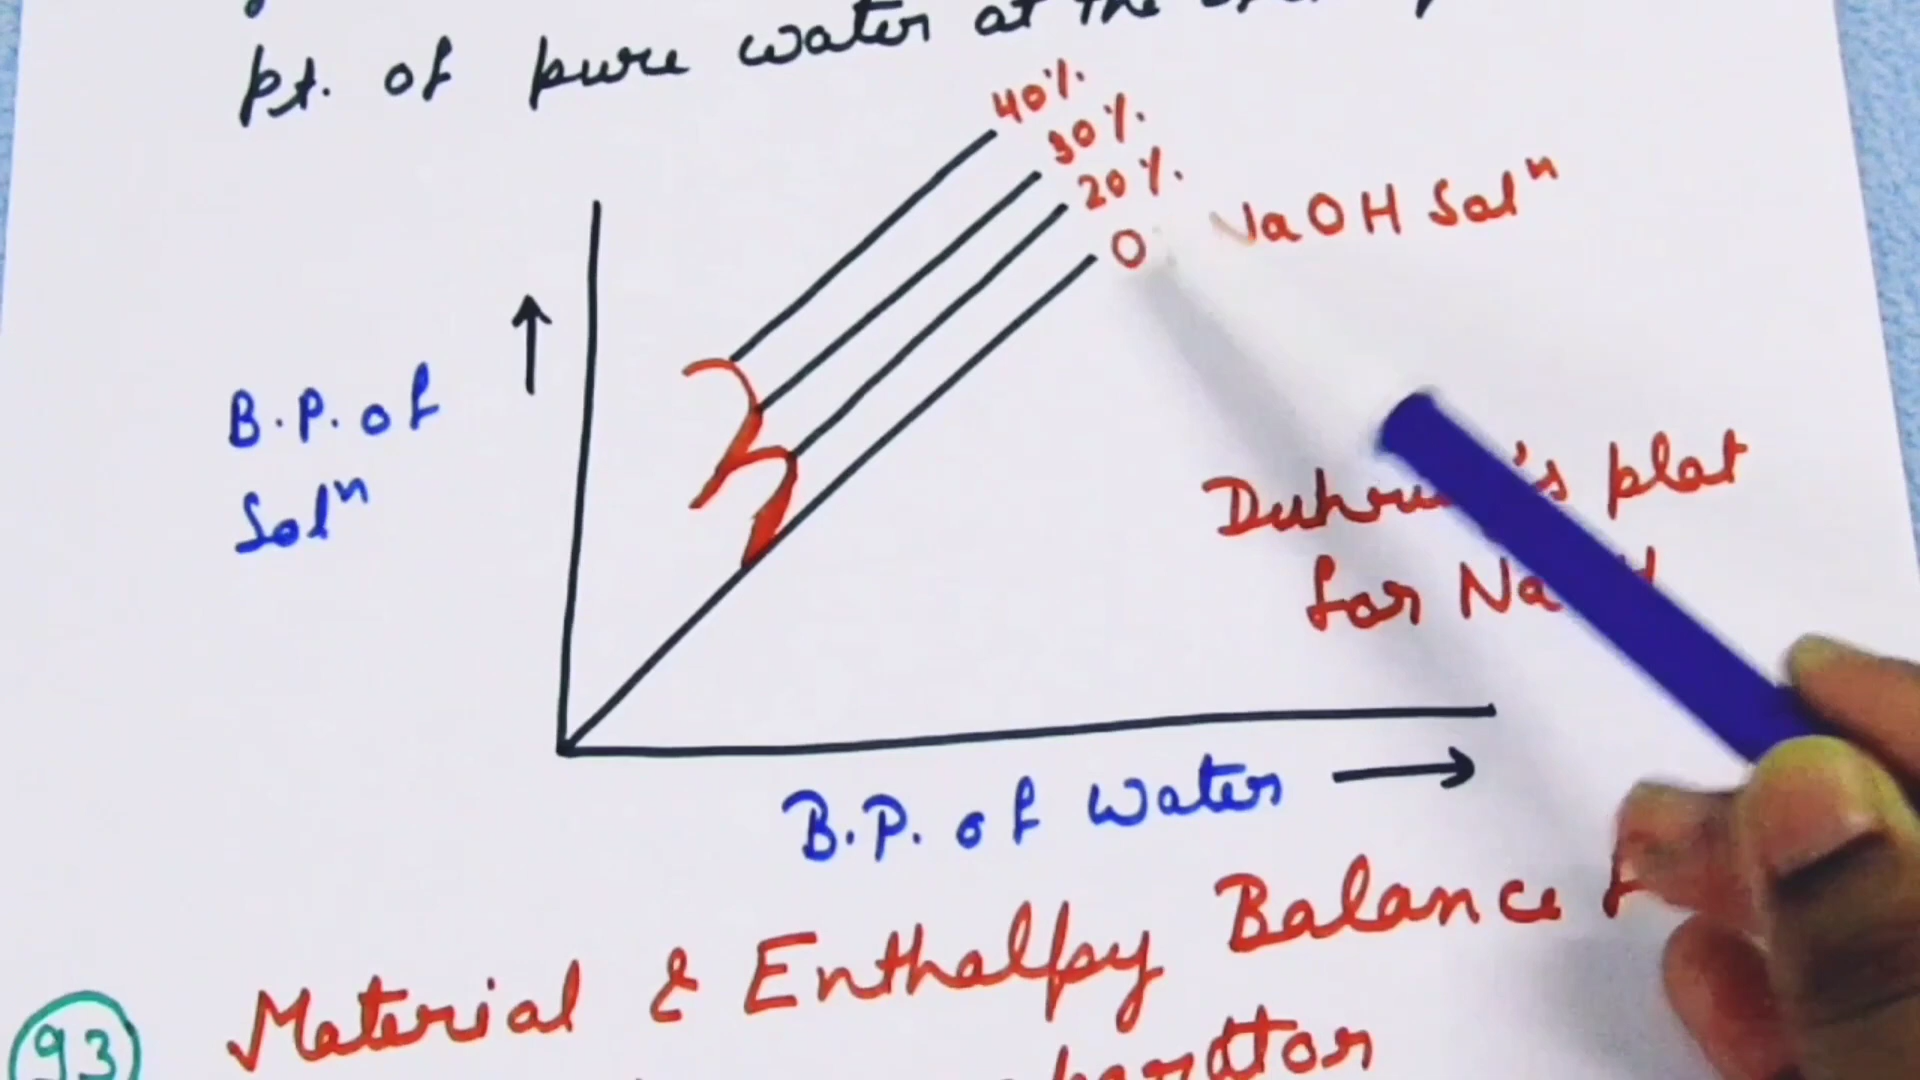 pt. of pure water at the
40%
30%
20%
0
NaOH Solⁿ
B.P. of
Solⁿ
plot
for
B.P. of Water
Material & Enthalpy Balance
93